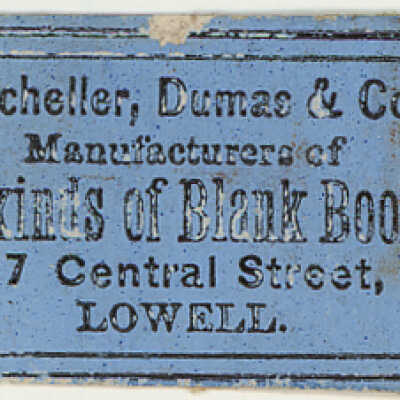 cheller, Dumas & Co
Manufacturers of
kinds of Blank Boo
7 Central Street,
LOWELL.